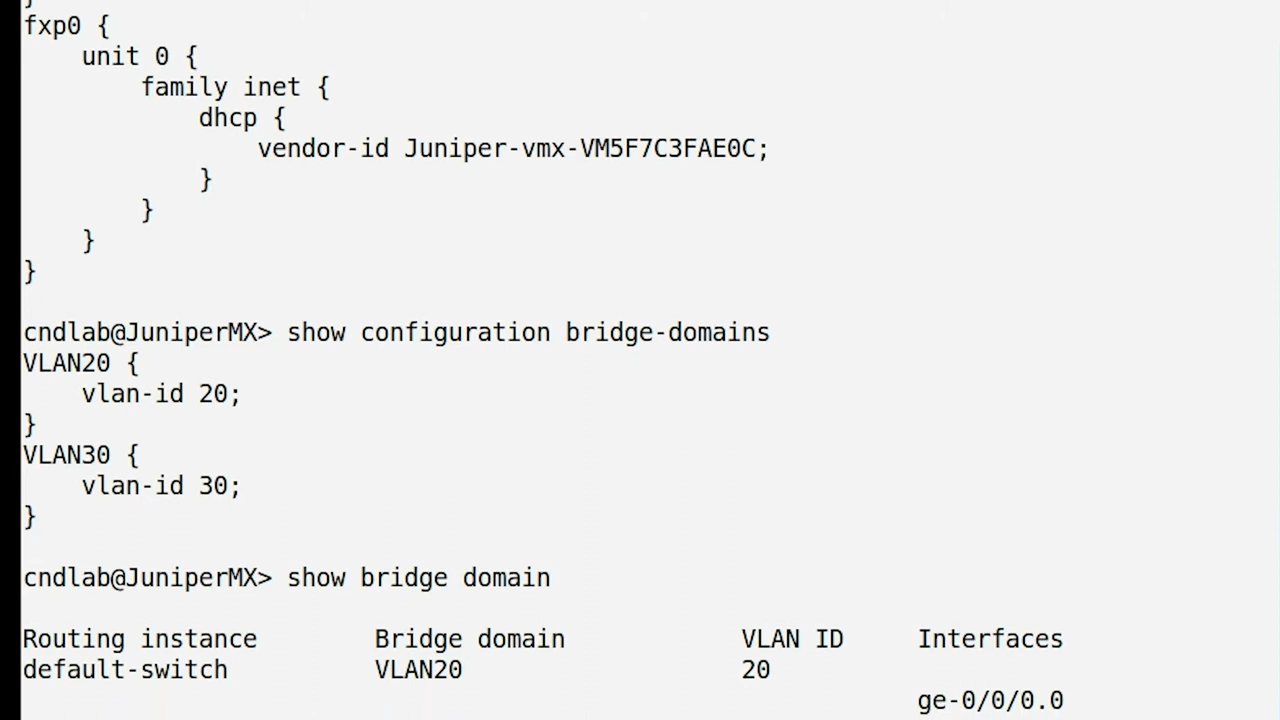 }
fxp0 {
    unit 0 {
        family inet {
            dhcp {
                vendor-id Juniper-vmx-VM5F7C3FAE0C;
            }
        }
    }
}

cndlab@JuniperMX> show configuration bridge-domains
VLAN20 {
    vlan-id 20;
}
VLAN30 {
    vlan-id 30;
}

cndlab@JuniperMX> show bridge domain

Routing instance        Bridge domain            VLAN ID     Interfaces
default-switch          VLAN20                   20
                                                             ge-0/0/0.0